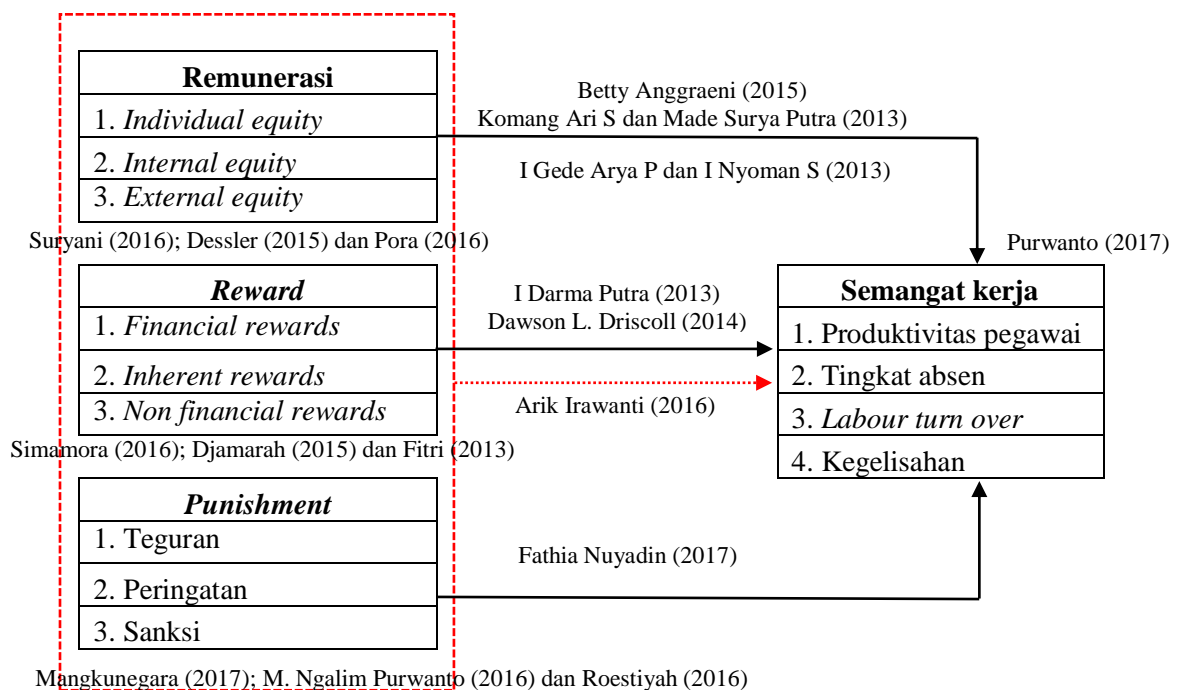 Remunerasi
1. Individual equity
2. Internal equity
3. External equity
Suryani (2016); Dessler (2015) dan Pora (2016)
Betty Anggraeni (2015)
Komang Ari S dan Made Surya Putra (2013)
I Gede Arya P dan I Nyoman S (2013)
Reward
1. Financial rewards
2. Inherent rewards
3. Non financial rewards
Simamora (2016); Djamarah (2015) dan Fitri (2013)
I Darma Putra (2013)
Dawson L. Driscoll (2014)
Arik Irawanti (2016)
Purwanto (2017)
Semangat kerja
1. Produktivitas pegawai
2. Tingkat absen
3. Labour turn over
4. Kegelisahan
Punishment
1. Teguran
2. Peringatan
3. Sanksi
Fathia Nuyadin (2017)
Mangkunegara (2017); M. Ngalim Purwanto (2016) dan Roestiyah (2016)